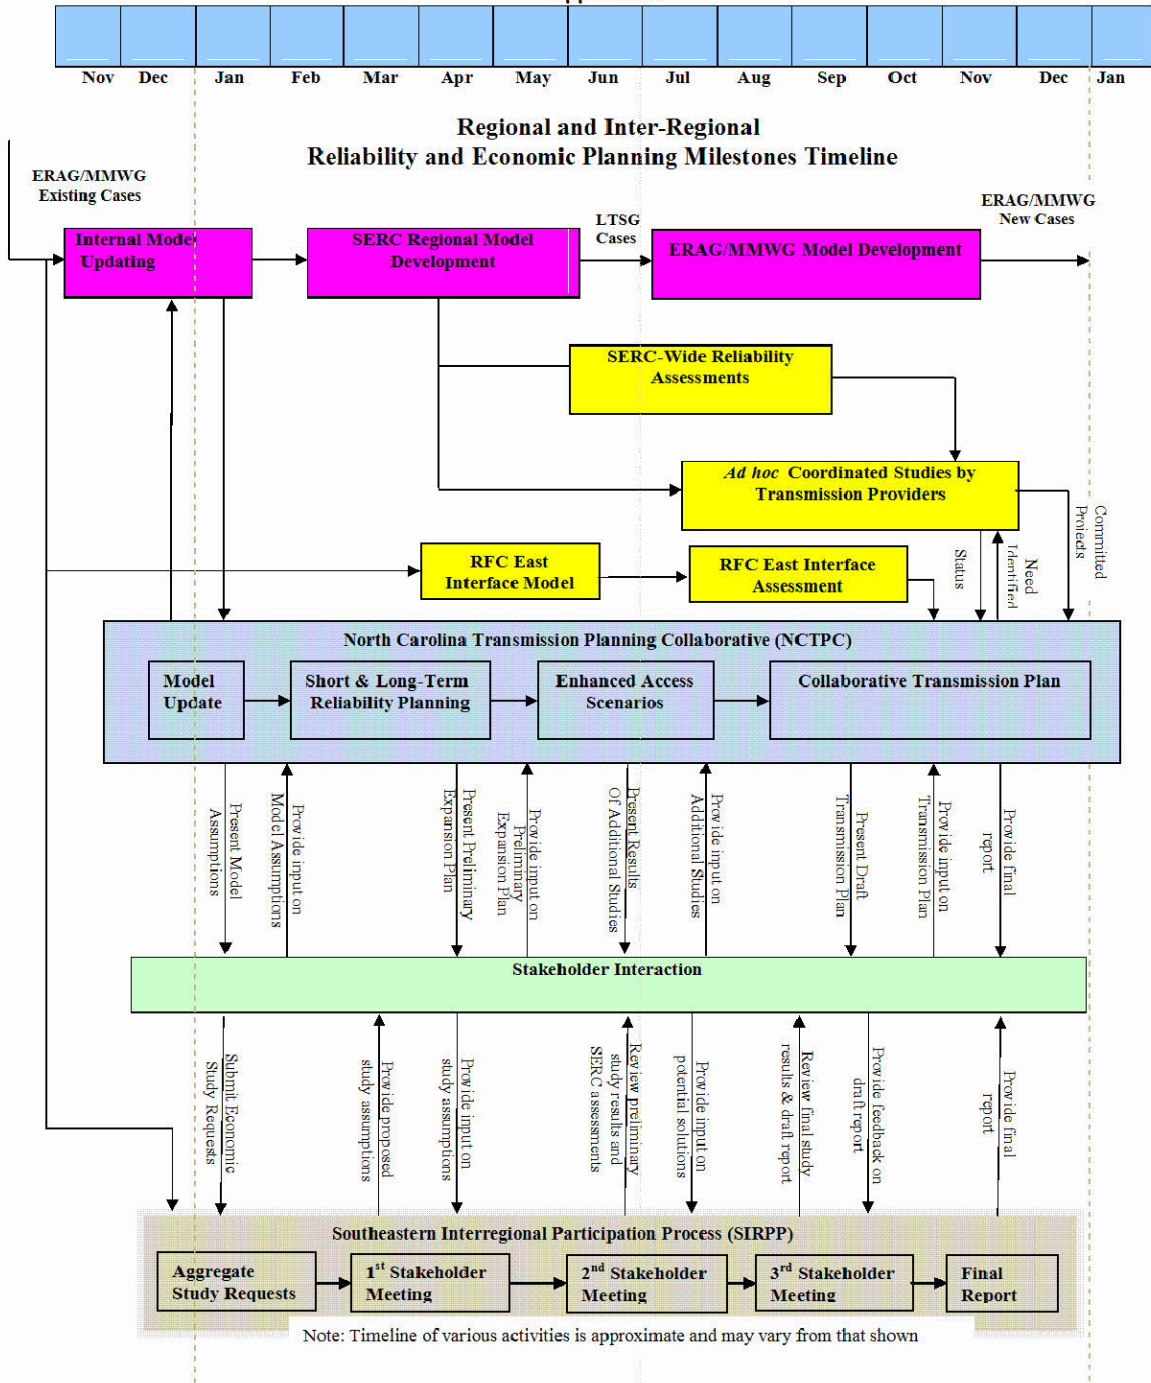 Nov Dec Jan Feb Mar Apr May Jun Jul Aug Sep Oct Nov Dec Jan
Regional and Inter-Regional
Reliability and Economic Planning Milestones Timeline
ERAG/MMWG
Existing Cases
LTSG
Cases
ERAG/MMWG
New Cases
Internal Model
Updating
SERC Regional Model
Development
ERAG/MMWG Model Development
SERC-Wide Reliability
Assessments
Ad hoc Coordinated Studies by
Transmission Providers
RFC East
Interface Model
RFC East Interface
Assessment
Status
Need
Identified
Committed
Projects
North Carolina Transmission Planning Collaborative (NCTPC)
Model
Update
Short & Long-Term
Reliability Planning
Enhanced Access
Scenarios
Collaborative Transmission Plan
Present Model
Assumptions
Provide input on
Model Assumptions
Present Preliminary
Expansion Plan
Provide input on
Preliminary
Expansion Plan
Present Results
Of Additional Studies
Provide input on
Additional Studies
Present Draft
Transmission Plan
Provide input on
Transmission Plan
Provide final
report
Stakeholder Interaction
Submit Economic
Study Requests
Provide proposed
study assumptions
Provide input on
study assumptions
Review preliminary
study results and
SERC assessments
Provide input on
potential solutions
Review final study
results & draft report
Provide feedback on
draft report
Provide final
report
Southeastern Interregional Participation Process (SIRPP)
Aggregate
Study Requests
1st Stakeholder
Meeting
2nd Stakeholder
Meeting
3rd Stakeholder
Meeting
Final
Report
Note: Timeline of various activities is approximate and may vary from that shown